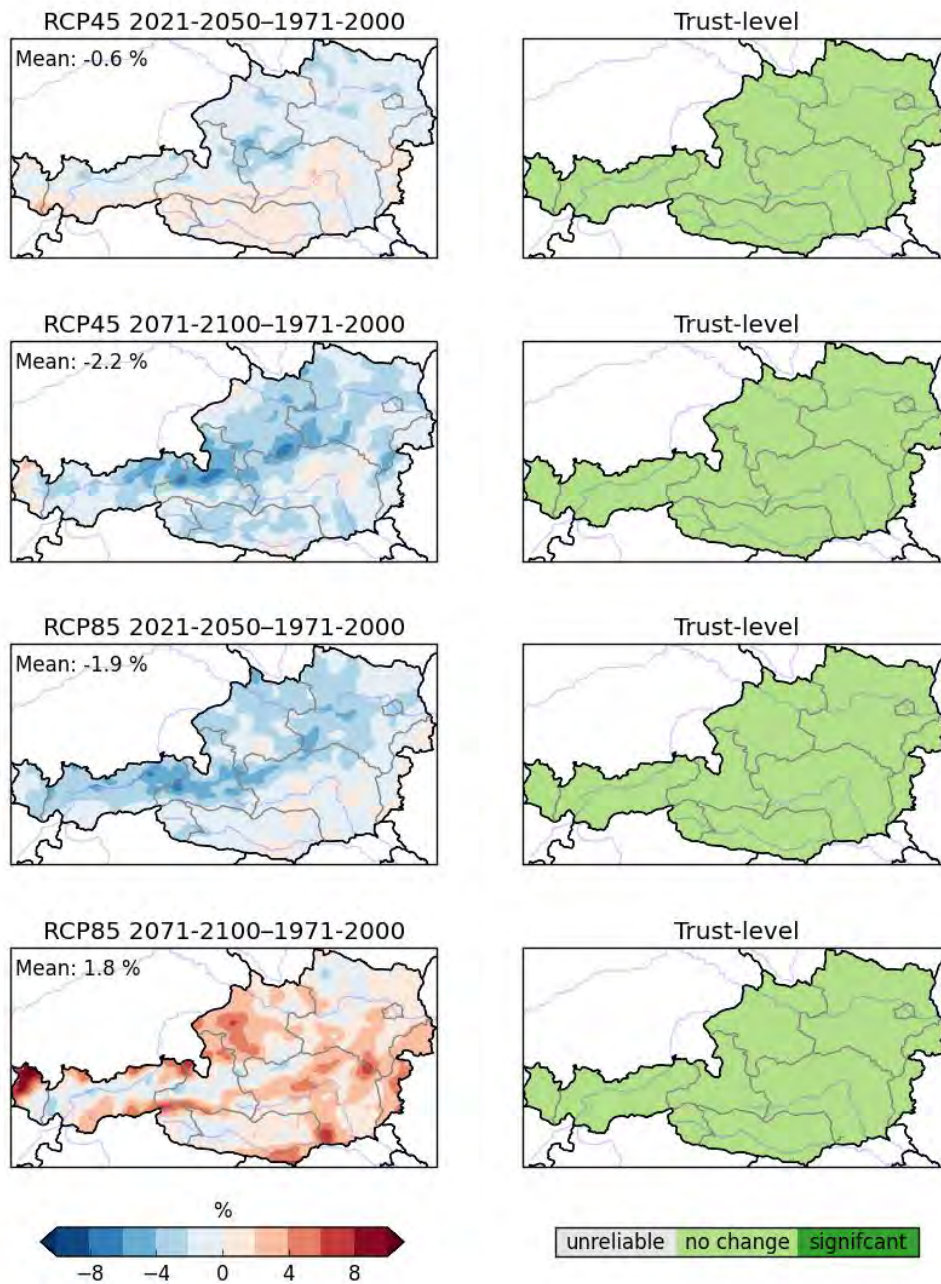 RCP45 2021-2050–1971-2000
Trust-level
Mean: -0.6 %
RCP45 2071-2100–1971-2000
Trust-level
Mean: -2.2 %
RCP85 2021-2050–1971-2000
Trust-level
Mean: -1.9 %
RCP85 2071-2100–1971-2000
Trust-level
Mean: 1.8 %
%
−8 −4 0 4 8
unreliable no change signifcant